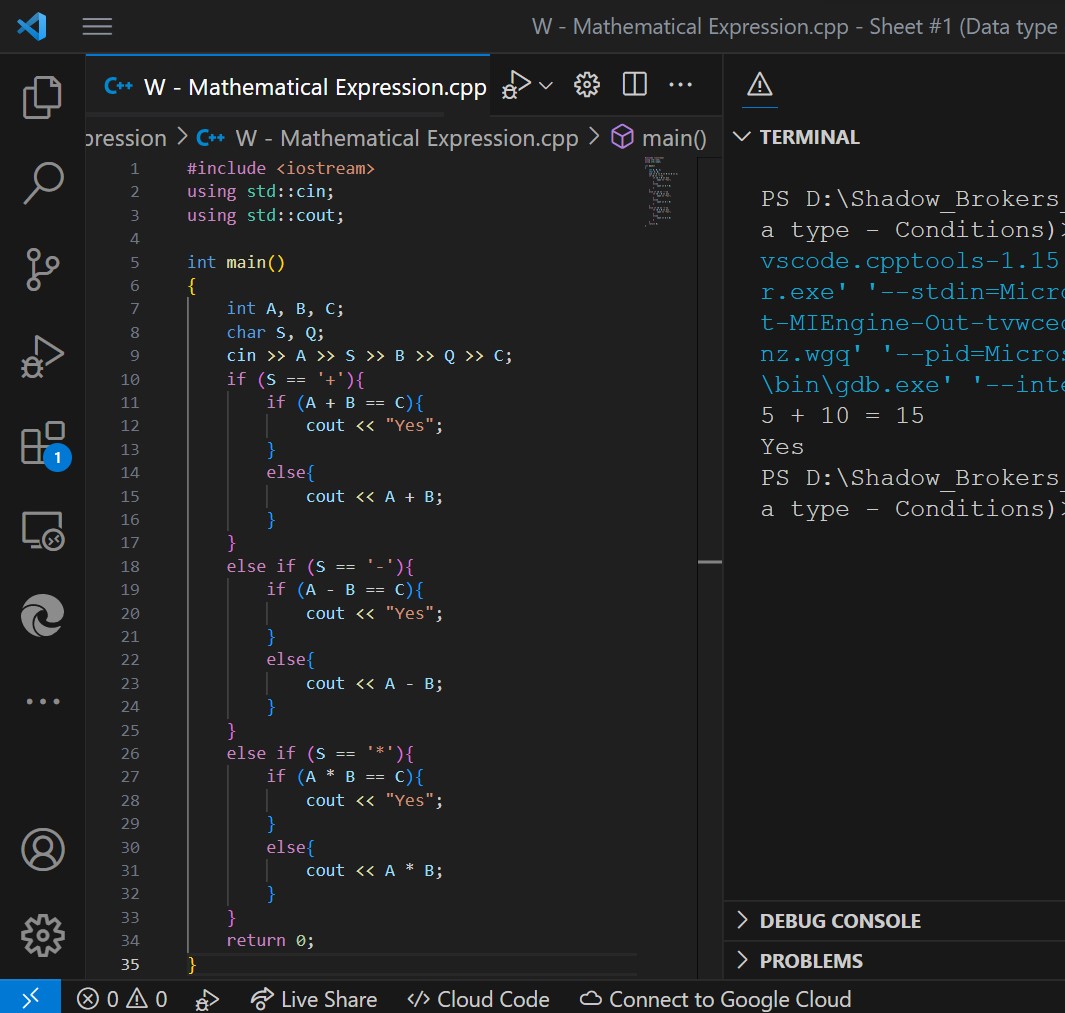 W - Mathematical Expression.cpp - Sheet #1 (Data type
C++ W - Mathematical Expression.cpp
pression > C++ W - Mathematical Expression.cpp > main()
1 #include <iostream>
2 using std::cin;
3 using std::cout;
4
5 int main()
6 {
7 int A, B, C;
8 char S, Q;
9 cin >> A >> S >> B >> Q >> C;
10 if (S == '+'){
11 if (A + B == C){
12 cout << "Yes";
13 }
14 else{
15 cout << A + B;
16 }
17 }
18 else if (S == '-'){
19 if (A - B == C){
20 cout << "Yes";
21 }
22 else{
23 cout << A - B;
24 }
25 }
26 else if (S == '*'){
27 if (A * B == C){
28 cout << "Yes";
29 }
30 else{
31 cout << A * B;
32 }
33 }
34 return 0;
35 }
1
TERMINAL
PS D:\Shadow_Brokers_
a type - Conditions)>
vscode.cpptools-1.15
r.exe' '--stdin=Micro
t-MIEngine-Out-tvwced
nz.wgq' '--pid=Micros
\bin\gdb.exe' '--inte
5 + 10 = 15
Yes
PS D:\Shadow_Brokers_
a type - Conditions)>
DEBUG CONSOLE
PROBLEMS
0 0 Live Share </> Cloud Code Connect to Google Cloud